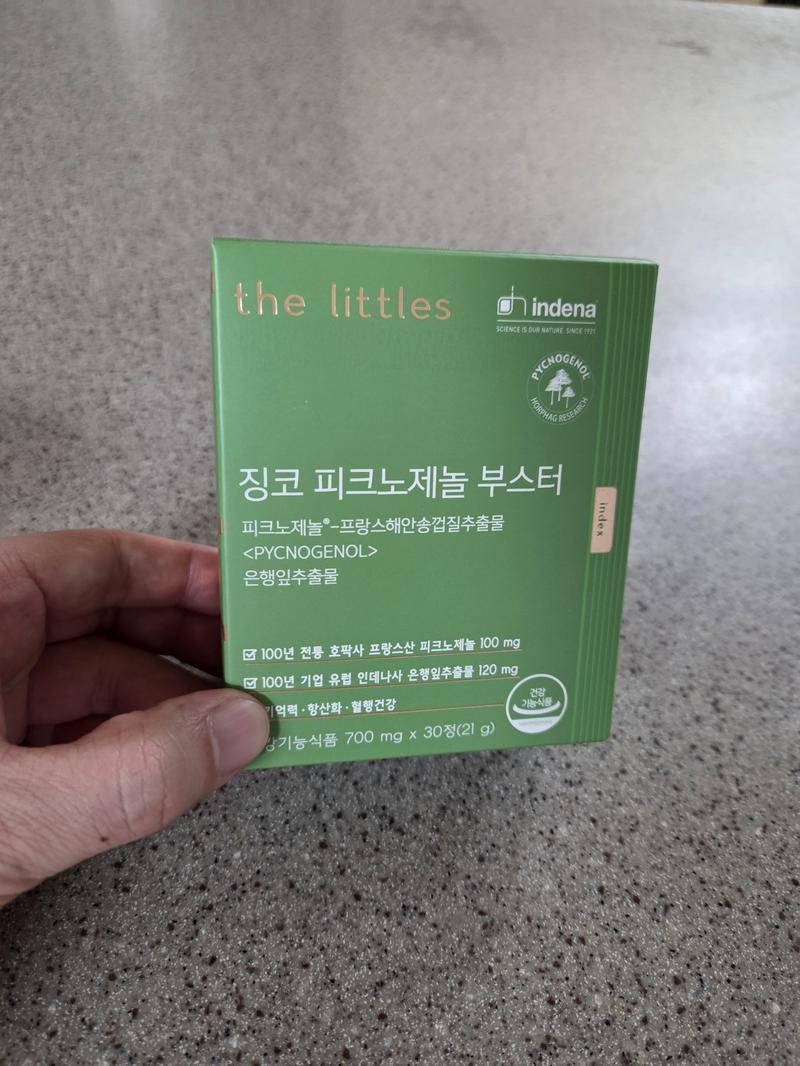 the littles
indena
SCIENCE IS OUR NATURE. SINCE 1921
PYCNOGENOL®
HORPHAG RESEARCH
징코 피크노제놀 부스터
피크노제놀®-프랑스해안송껍질추출물
<PYCNOGENOL>
은행잎추출물
index
100년 전통 호팍사 프랑스산 피크노제놀 100 mg
100년 기업 유럽 인데나사 은행잎추출물 120 mg
기억력·항산화·혈행건강
강기능식품 700 mg x 30정(21 g)
건강
기능식품